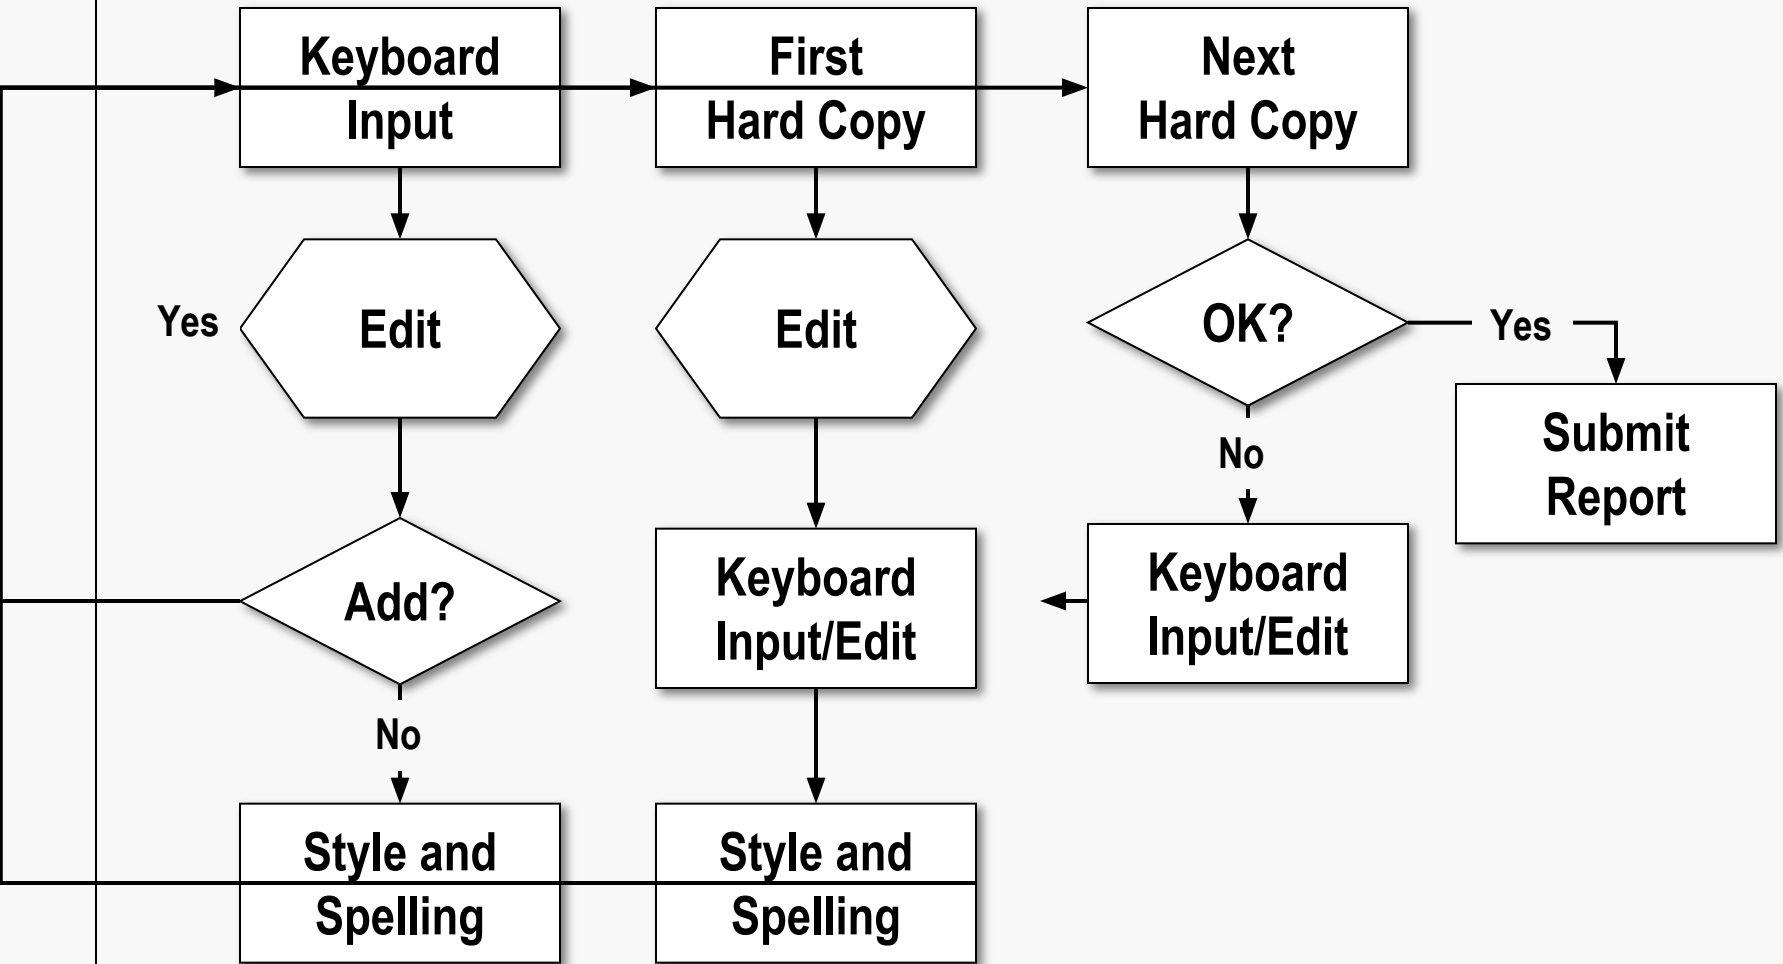 Keyboard
Input
First
Hard Copy
Next
Hard Copy
Yes
Edit
Edit
OK?
Yes
Submit
Report
No
Add?
Keyboard
Input/Edit
Keyboard
Input/Edit
No
Style and
Spelling
Style and
Spelling